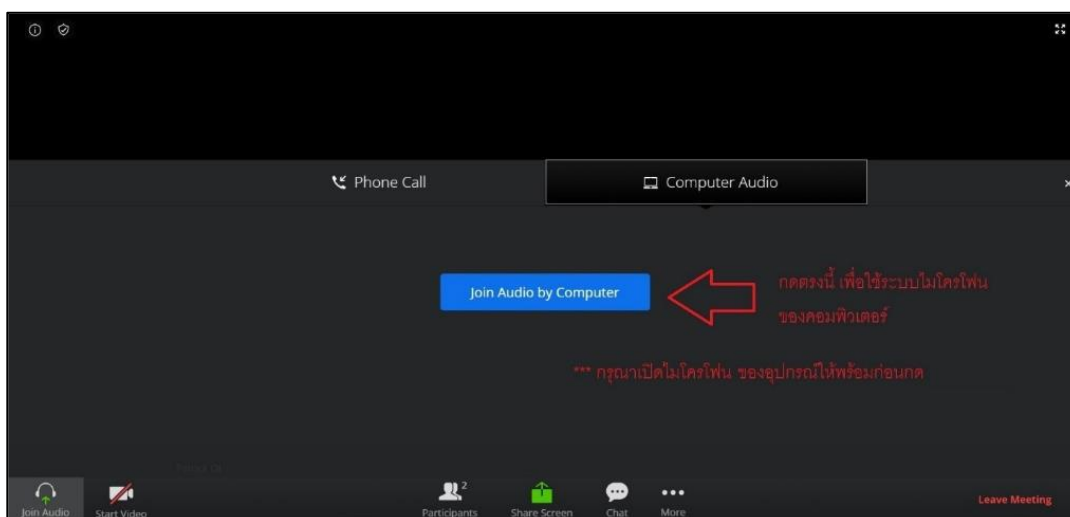 Phone Call
Computer Audio
Join Audio by Computer
กดตรงนี้ เพื่อใช้ระบบไมโครโฟน
ของคอมพิวเตอร์
*** กรุณาเปิดไมโครโฟน ของอุปกรณ์ให้พร้อมก่อนกด
Join Audio
Start Video
2
Participants
Share Screen
Chat
More
Leave Meeting